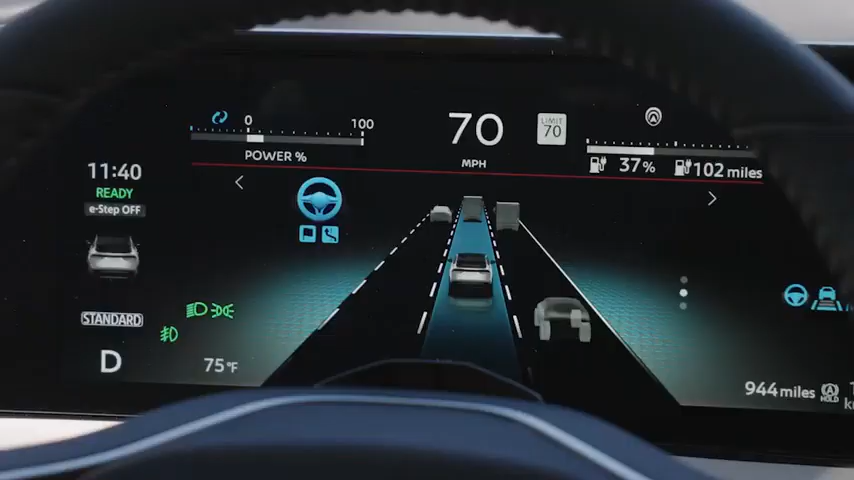 0
100
POWER %
70
MPH
LIMIT
70
37%
102 miles
11:40
READY
e-Step OFF
STANDARD
D
75°F
944 miles
A
HOLD